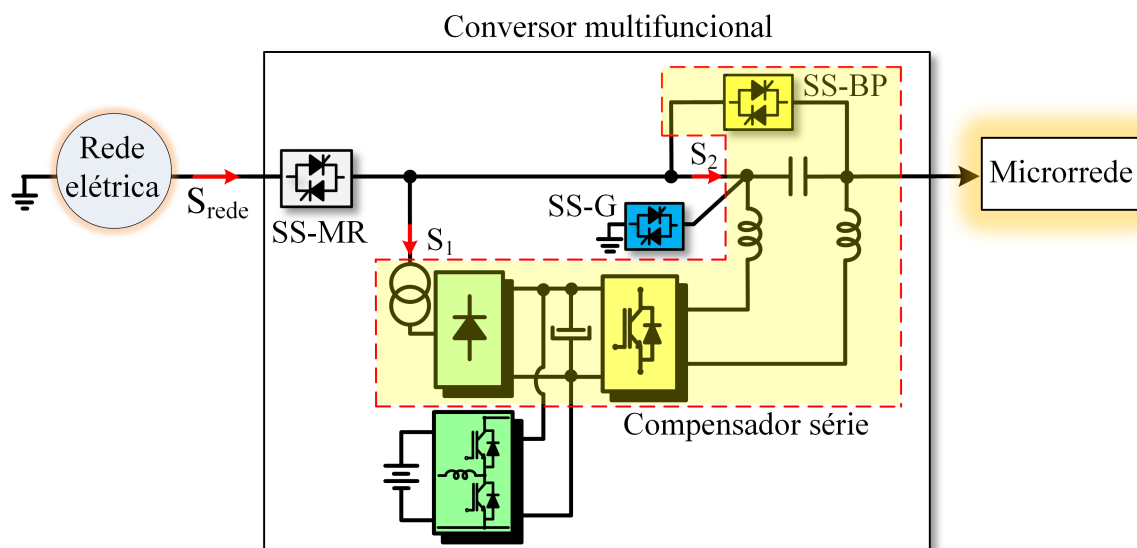 Conversor multifuncional
SS-BP
Rede
elétrica
S₂
Microrrede
Sᵣₑdₑ
SS-MR
SS-G
S₁
Compensador série